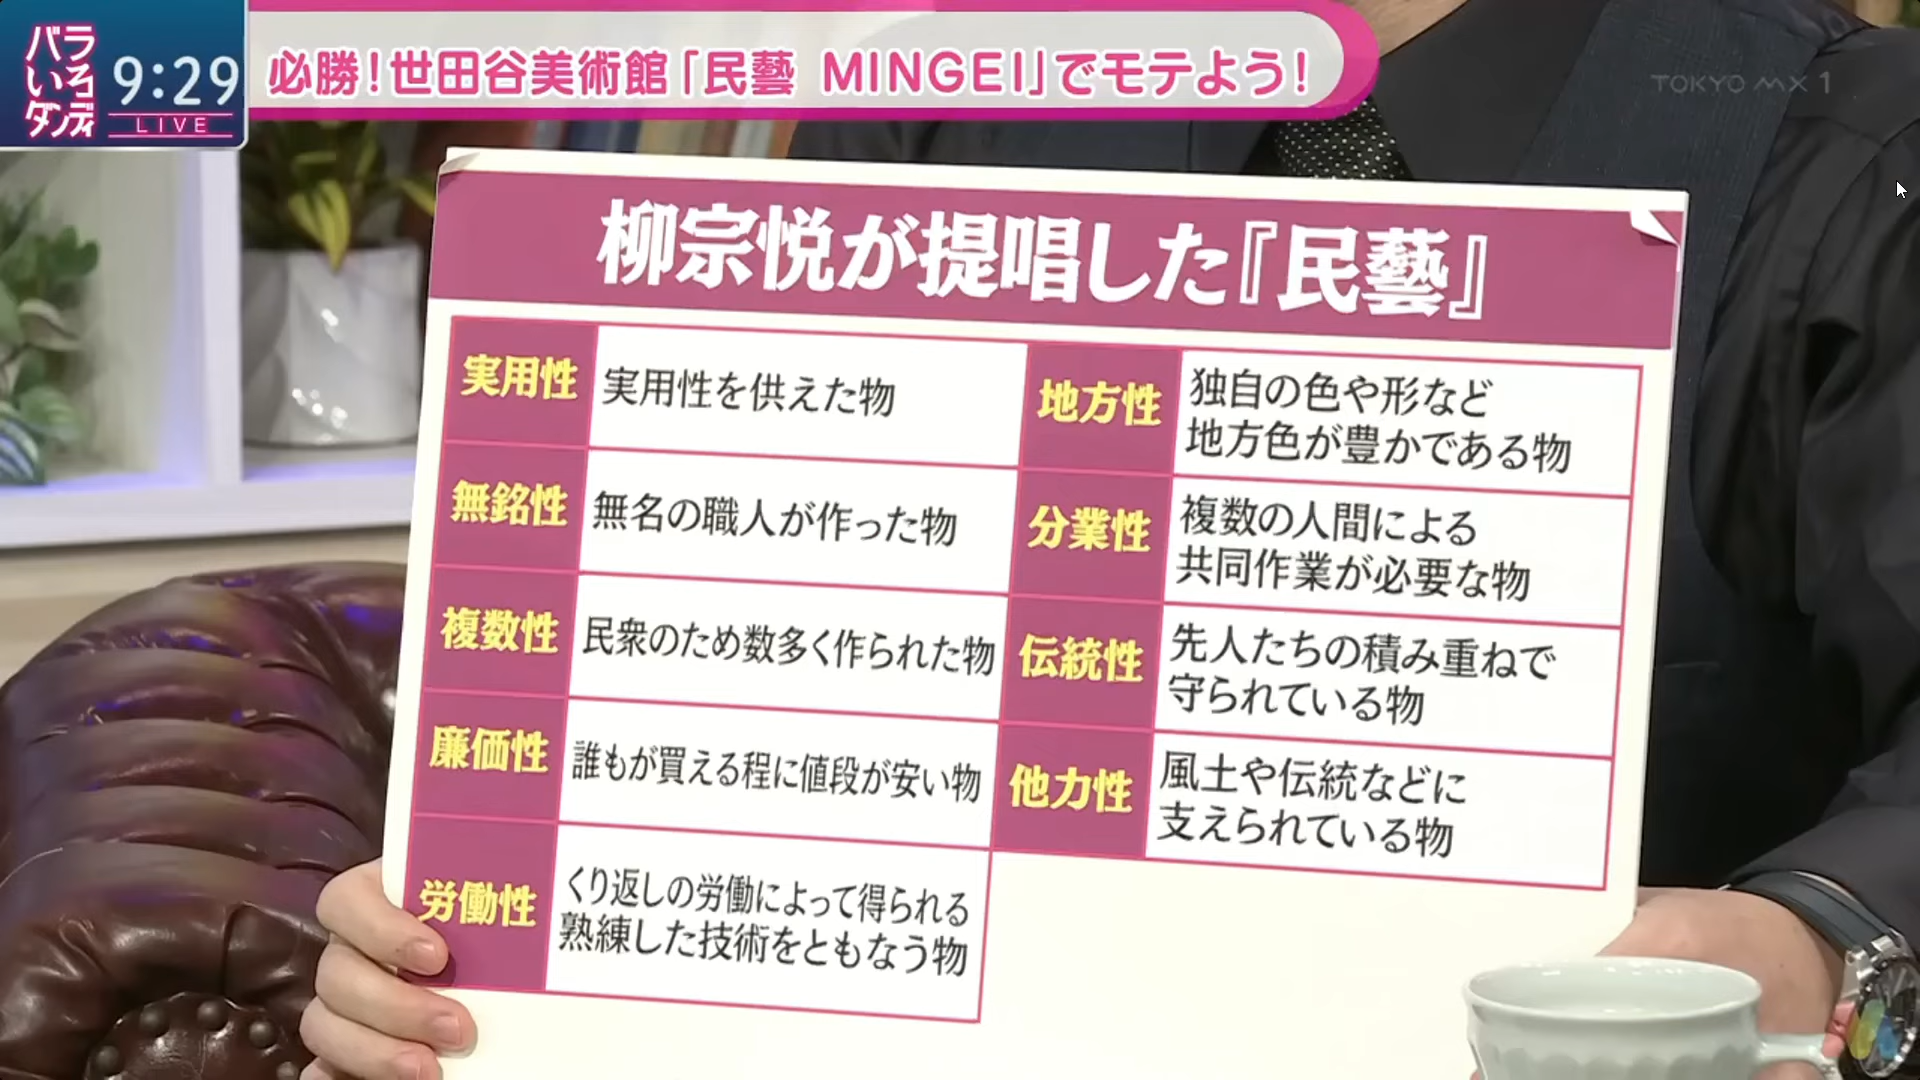 バラいろダンディ
9:29
LIVE
必勝！世田谷美術館「民藝 MINGEI」でモテよう！
TOKYO MX 1
柳宗悦が提唱した『民藝』
実用性
実用性を供えた物
無銘性
無名の職人が作った物
複数性
民衆のため数多く作られた物
廉価性
誰もが買える程に値段が安い物
労働性
くり返しの労働によって得られる
熟練した技術をともなう物
地方性
独自の色や形など
地方色が豊かである物
分業性
複数の人間による
共同作業が必要な物
伝統性
先人たちの積み重ねで
守られている物
他力性
風土や伝統などに
支えられている物